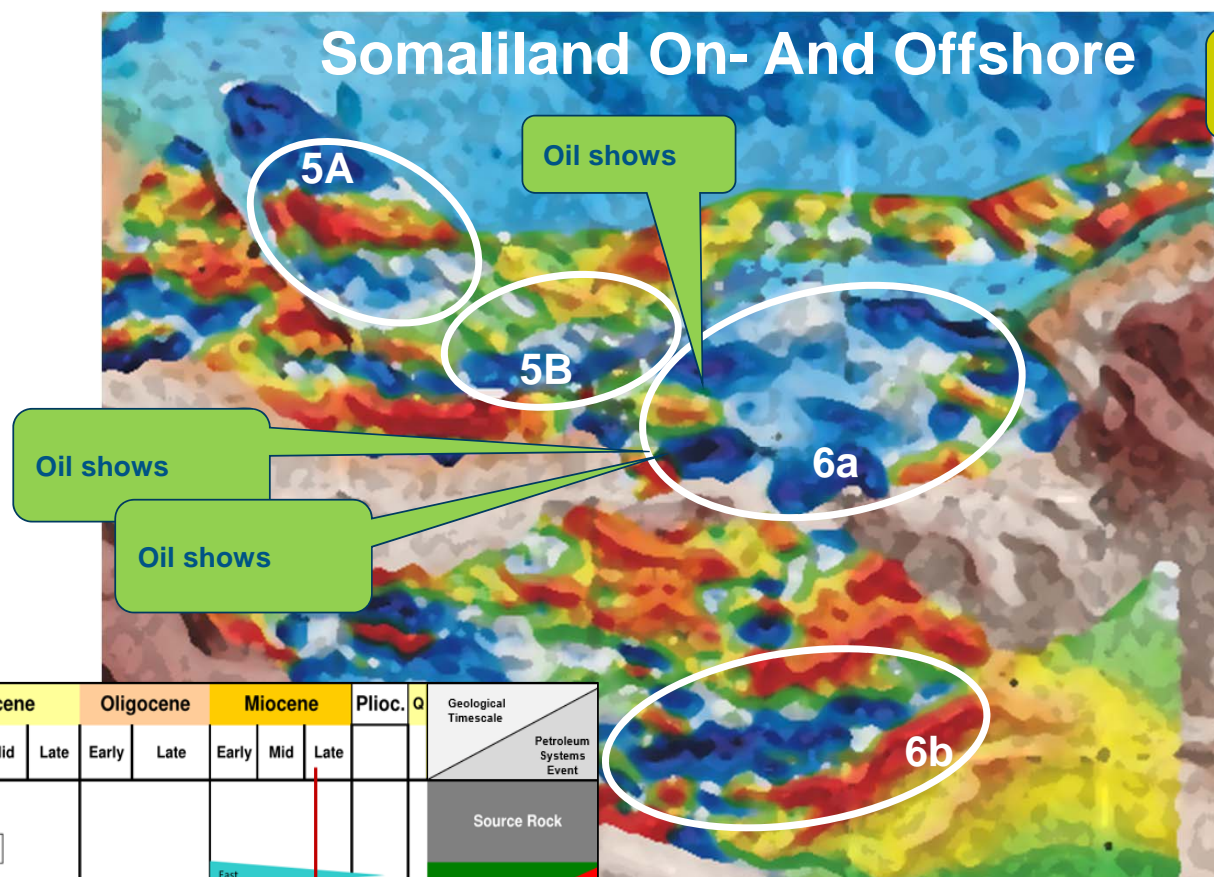 Somaliland On- And Offshore
5A
Oil shows
5B
6a
Oil shows
Oil shows
6b
cene
Oligocene
Miocene
Plioc.
Q
Geological
Timescale
Petroleum
Systems
Event
Mid
Late
Early
Late
Early
Mid
Late
Source Rock
East